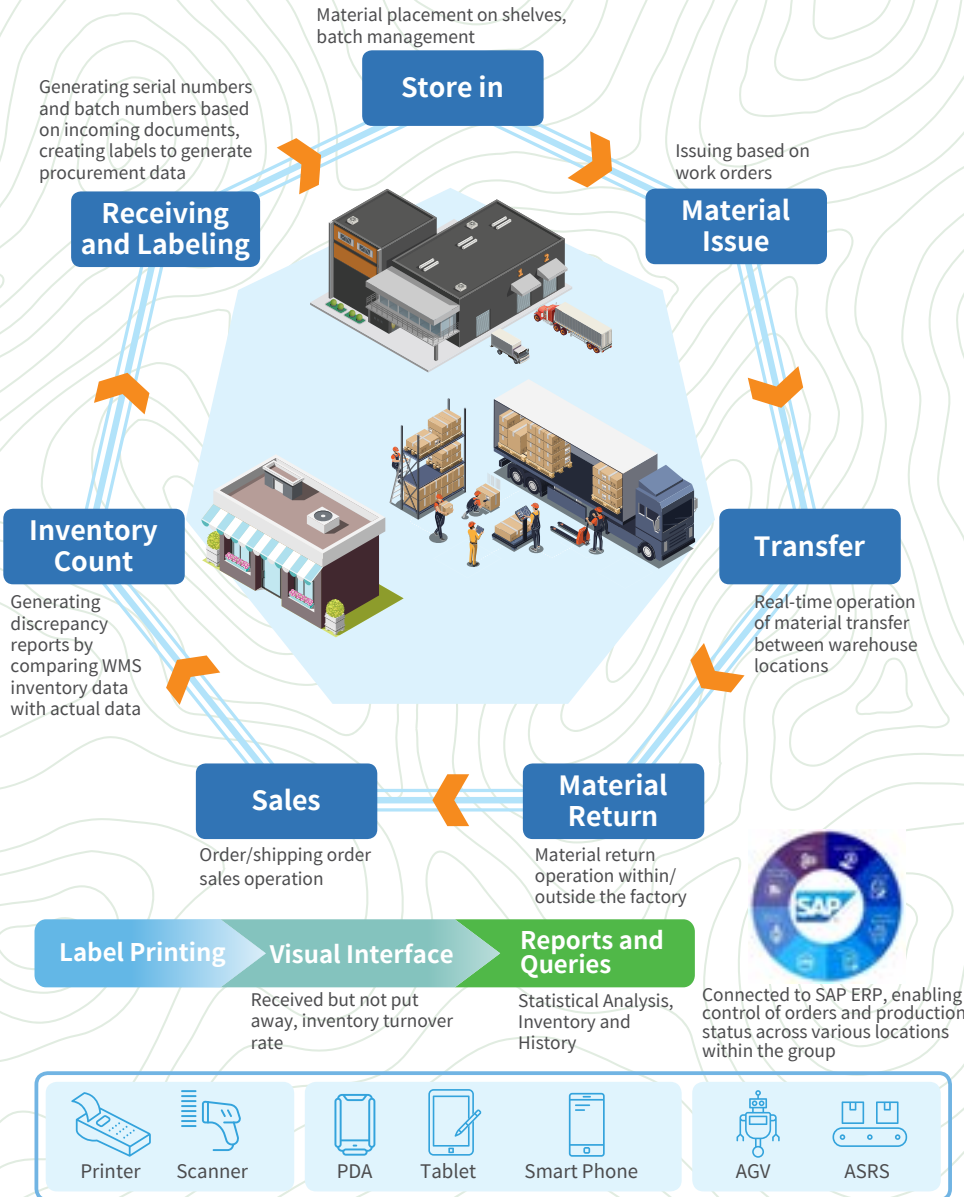 Material placement on shelves,
batch management
Store in
Generating serial numbers
and batch numbers based
on incoming documents,
creating labels to generate
procurement data
Receiving
and Labeling
Issuing based on
work orders
Material
Issue
Inventory
Count
Generating
discrepancy
reports by
comparing WMS
inventory data
with actual data
Transfer
Real-time operation
of material transfer
between warehouse
locations
Sales
Order/shipping order
sales operation
Material
Return
Material return
operation within/
outside the factory
SAP
Label Printing
Visual Interface
Reports and
Queries
Received but not put
away, inventory turnover
rate
Statistical Analysis,
Inventory and
History
Connected to SAP ERP, enabling
control of orders and production
status across various locations
within the group
Printer
Scanner
PDA
Tablet
Smart Phone
AGV
ASRS